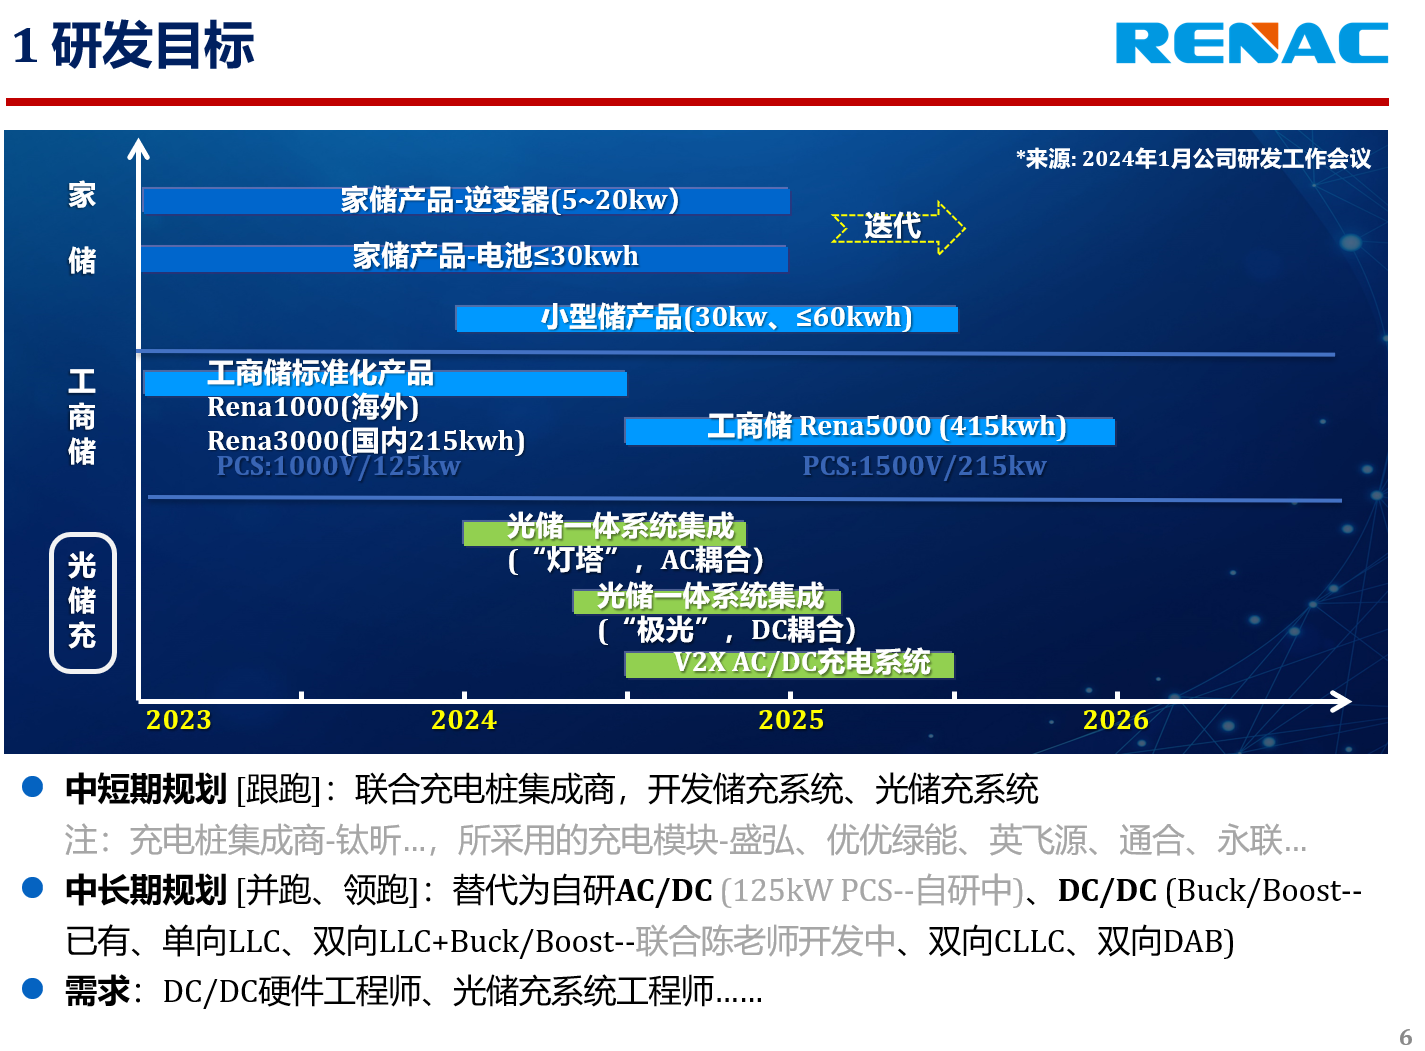 1 研发目标
RENAC
*来源: 2024年1月公司研发工作会议
家
储
家储产品-逆变器(5~20kw）
迭代
家储产品-电池≤30kwh
小型储产品(30kw、≤60kwh)
工
商
储
工商储标准化产品
Rena1000(海外)
Rena3000(国内215kwh)
PCS:1000V/125kw
工商储 Rena5000 (415kwh)
PCS:1500V/215kw
光
储
充
光储一体系统集成
(“灯塔”，AC耦合）
光储一体系统集成
(“极光”，DC耦合）
V2X AC/DC充电系统
2023 2024 2025 2026
中短期规划 [跟跑]：联合充电桩集成商，开发储充系统、光储充系统
注：充电桩集成商-钛昕…，所采用的充电模块-盛弘、优优绿能、英飞源、通合、永联…
中长期规划 [并跑、领跑]：替代为自研AC/DC (125kW PCS--自研中)、DC/DC (Buck/Boost--
已有、单向LLC、双向LLC+Buck/Boost--联合陈老师开发中、双向CLLC、双向DAB)
需求：DC/DC硬件工程师、光储充系统工程师……
6